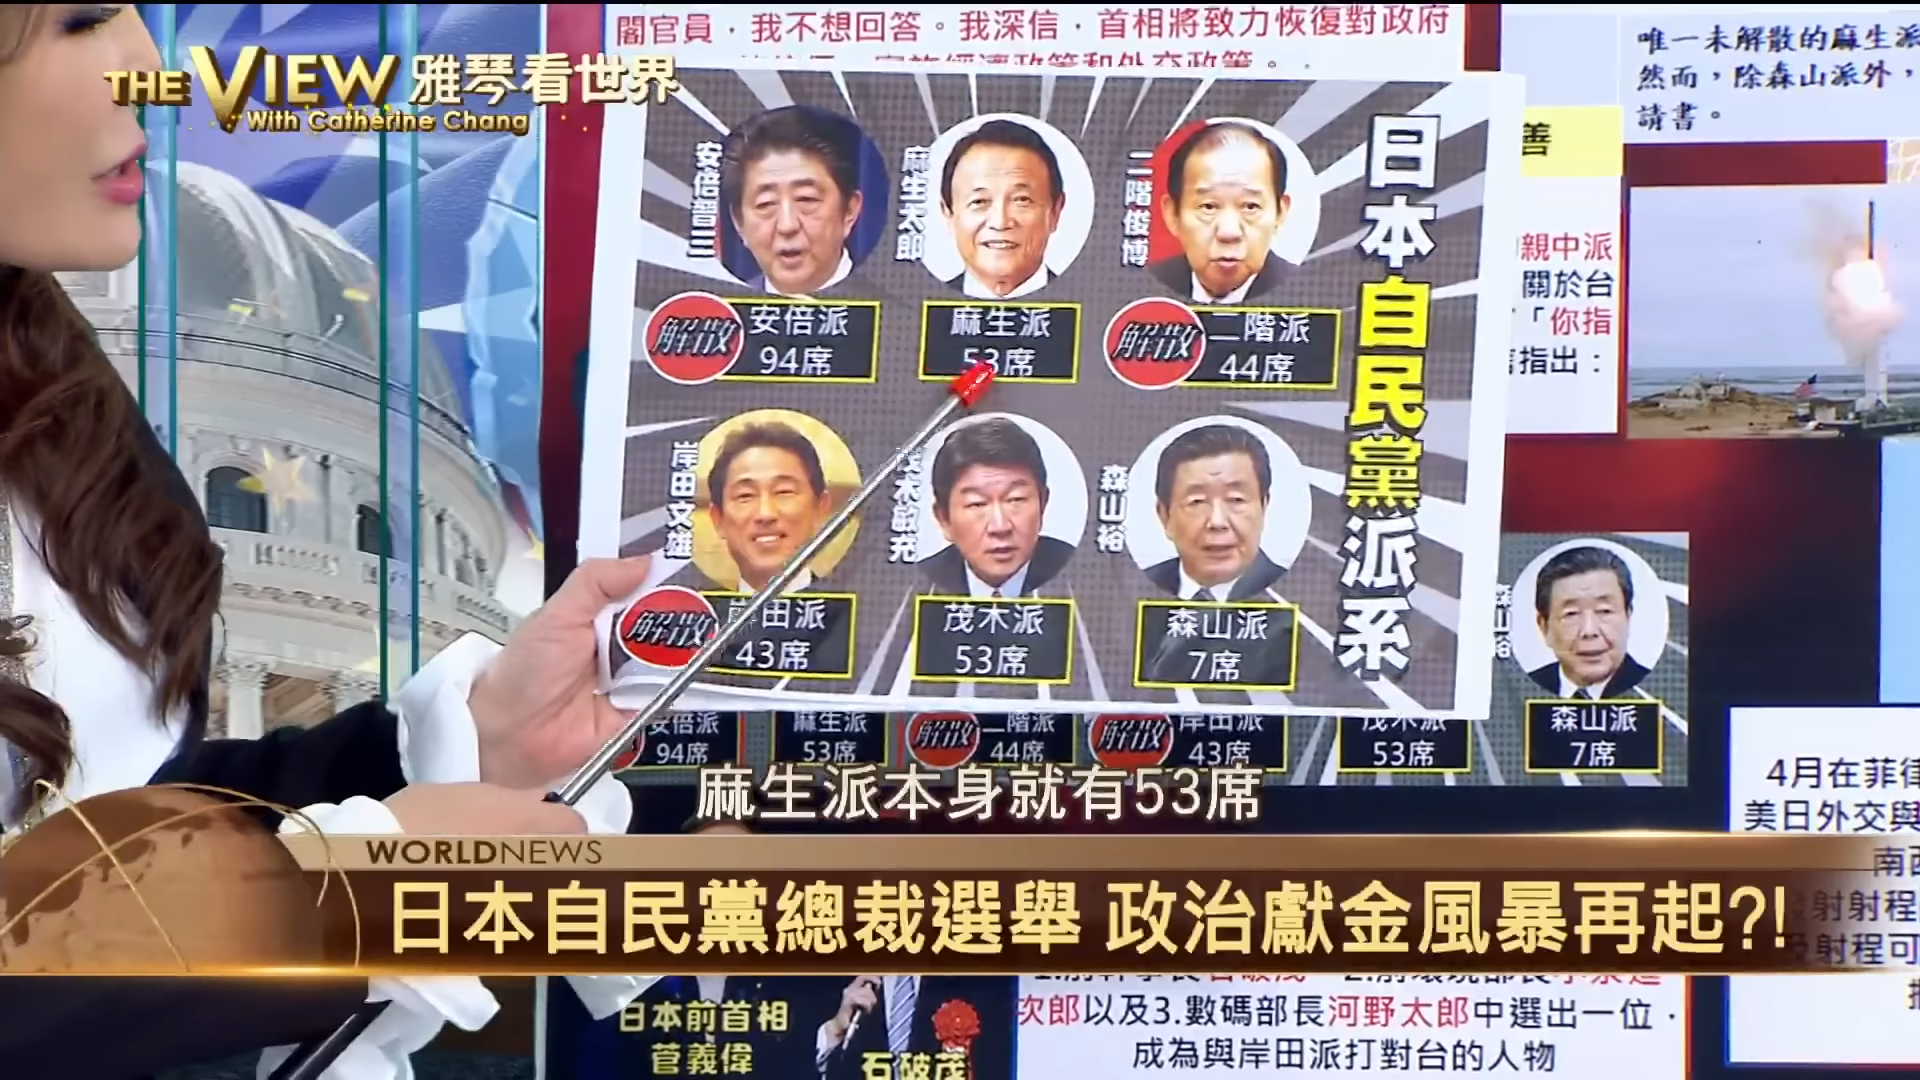 閣官員，我不想回答。我深信，首相將致力恢復對政府
THE VIEW 雅琴看世界
With Catherine Chang
唯一未解散的麻生派
然而，除森山派外，
請書。
善
日本自民黨派系
安倍晉三
麻生太郎
二階俊博
解散
安倍派
94席
麻生派
53席
解散
二階派
44席
岸田文雄
茂木敏充
森山裕
解散
岸田派
43席
茂木派
53席
森山派
7席
親中派
關於台
「你指
指出：
安倍派
94席
麻生派
53席
解散
二階派
44席
解散
岸田派
43席
茂木派
53席
森山裕
森山派
7席
麻生派本身就有53席
4月在菲律
美日外交與
南西
射射程
及射程可
WORLDNEWS
日本自民黨總裁選舉 政治獻金風暴再起?!
日本前首相
菅義偉
石破茂
次郎以及3.數碼部長河野太郎中選出一位，
成為與岸田派打對台的人物